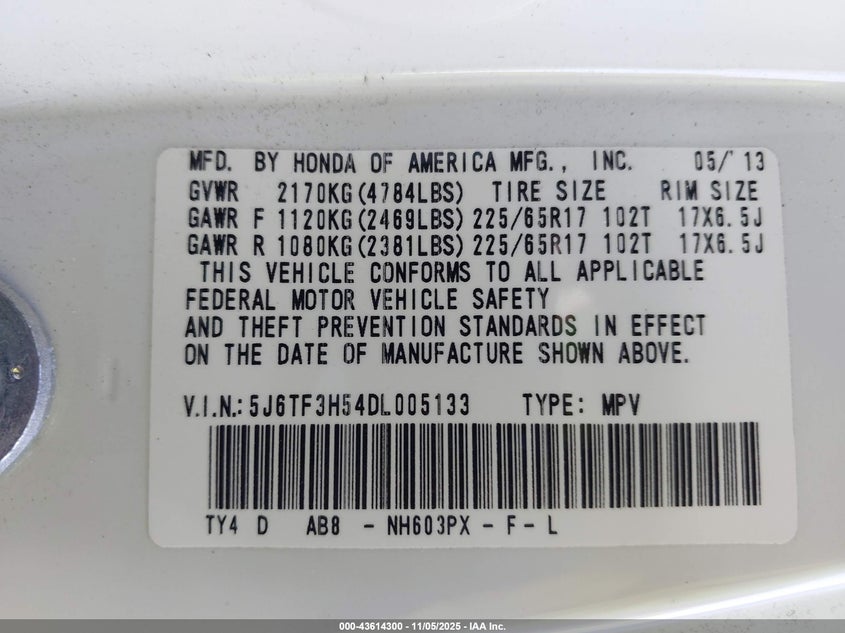 MFD. BY HONDA OF AMERICA MFG., INC. 05/13
GVWR 2170KG(4784LBS) TIRE SIZE RIM SIZE
GAWR F 1120KG(2469LBS) 225/65R17 102T 17X6.5J
GAWR R 1080KG(2381LBS) 225/65R17 102T 17X6.5J
THIS VEHICLE CONFORMS TO ALL APPLICABLE
FEDERAL MOTOR VEHICLE SAFETY
AND THEFT PREVENTION STANDARDS IN EFFECT
ON THE DATE OF MANUFACTURE SHOWN ABOVE.
V.I.N.: 5J6TF3H54DL005133 TYPE: MPV
TY4 D AB8 - NH603PX - F - L
000-43614300 - 11/05/2025 - IAA Inc.